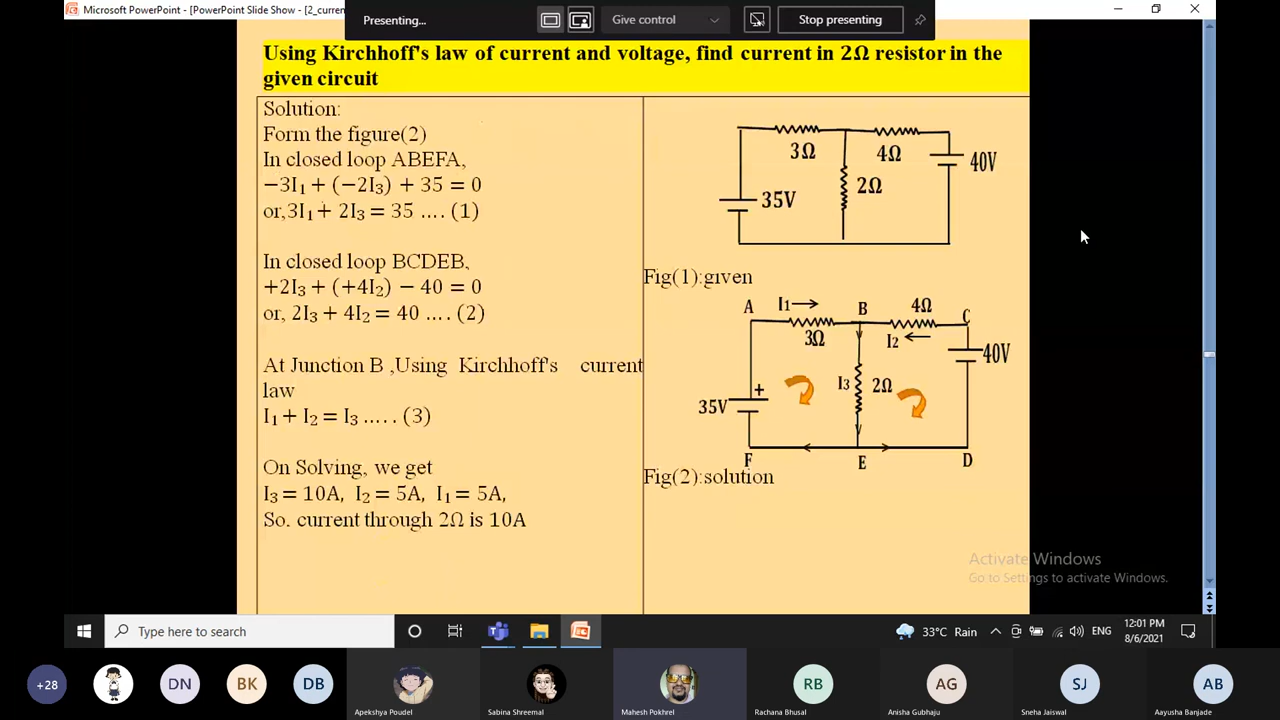 Microsoft PowerPoint - [PowerPoint Slide Show - [2_curren
Presenting...
Give control
Stop presenting
Using Kirchhoff's law of current and voltage, find current in 2Ω resistor in the
given circuit
Solution:
Form the figure(2)
In closed loop ABEFA,
−3I₁ + (−2I₃) + 35 = 0
or,3I₁ + 2I₃ = 35 .... (1)
In closed loop BCDEB,
+2I₃ + (+4I₂) − 40 = 0
or, 2I₃ + 4I₂ = 40 .... (2)
At Junction B ,Using Kirchhoff's current
law
I₁ + I₂ = I₃ ..... (3)
On Solving, we get
I₃ = 10A, I₂ = 5A, I₁ = 5A,
So. current through 2Ω is 10A
3Ω
4Ω
40V
2Ω
35V
Fig(1):given
A I₁ B 4Ω C
3Ω I₂
40V
I₃ 2Ω
+
35V
F E D
Fig(2):solution
Activate Windows
Go to Settings to activate Windows.
Type here to search
33°C Rain
ENG
12:01 PM
8/6/2021
+28
DN
BK
DB
RB
AG
SJ
AB
Apekshya Poudel
Sabina Shreemal
Mahesh Pokhrel
Rachana Bhusal
Anisha Gubhaju
Sneha Jaiswal
Aayusha Banjade